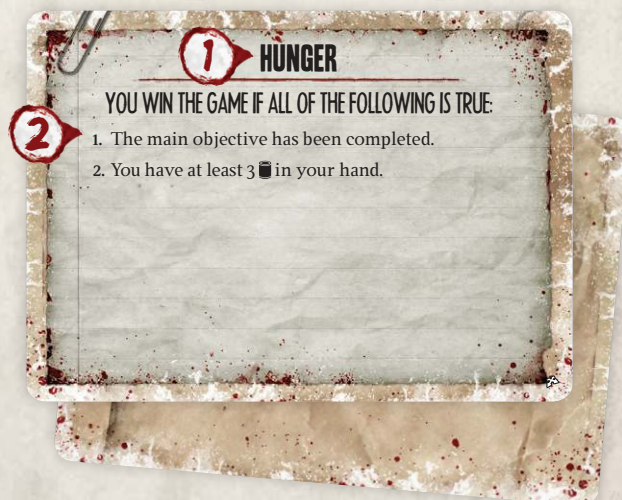 1
HUNGER
YOU WIN THE GAME IF ALL OF THE FOLLOWING IS TRUE:
2
1. The main objective has been completed.
2. You have at least 3 in your hand.